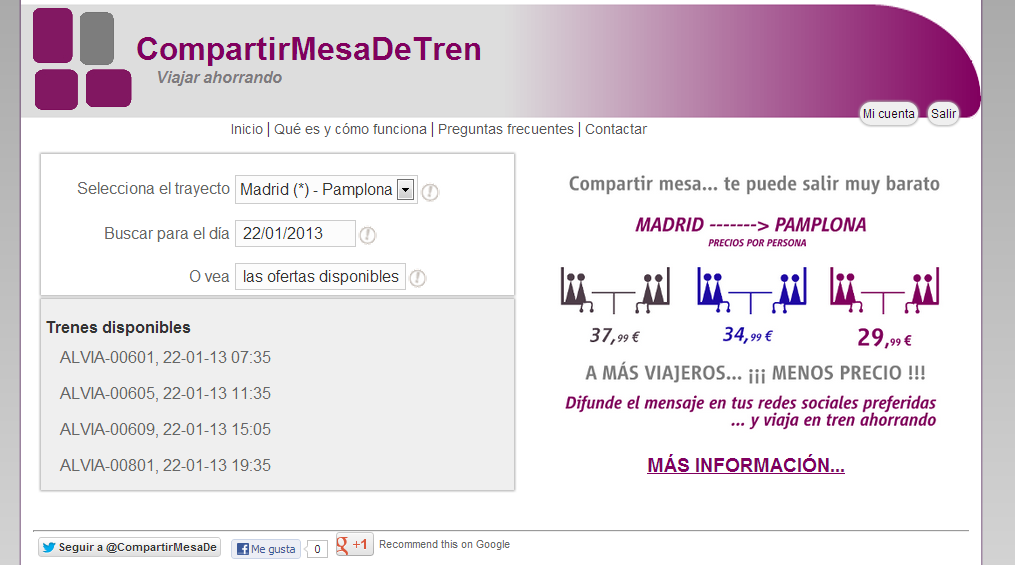 CompartirMesaDeTren
Viajar ahorrando
Mi cuenta
Salir
Inicio | Qué es y cómo funciona | Preguntas frecuentes | Contactar
Selecciona el trayecto Madrid (*) - Pamplona
Buscar para el día 22/01/2013
O vea las ofertas disponibles
Trenes disponibles
ALVIA-00601, 22-01-13 07:35
ALVIA-00605, 22-01-13 11:35
ALVIA-00609, 22-01-13 15:05
ALVIA-00801, 22-01-13 19:35
Compartir mesa... te puede salir muy barato
MADRID -------> PAMPLONA
PRECIOS POR PERSONA
37,99 € 34,99 € 29,99 €
A MÁS VIAJEROS... ¡¡¡ MENOS PRECIO !!!
Difunde el mensaje en tus redes sociales preferidas
... y viaja en tren ahorrando
MÁS INFORMACIÓN...
Seguir a @CompartirMesaDe
Me gusta 0
g +1 Recommend this on Google